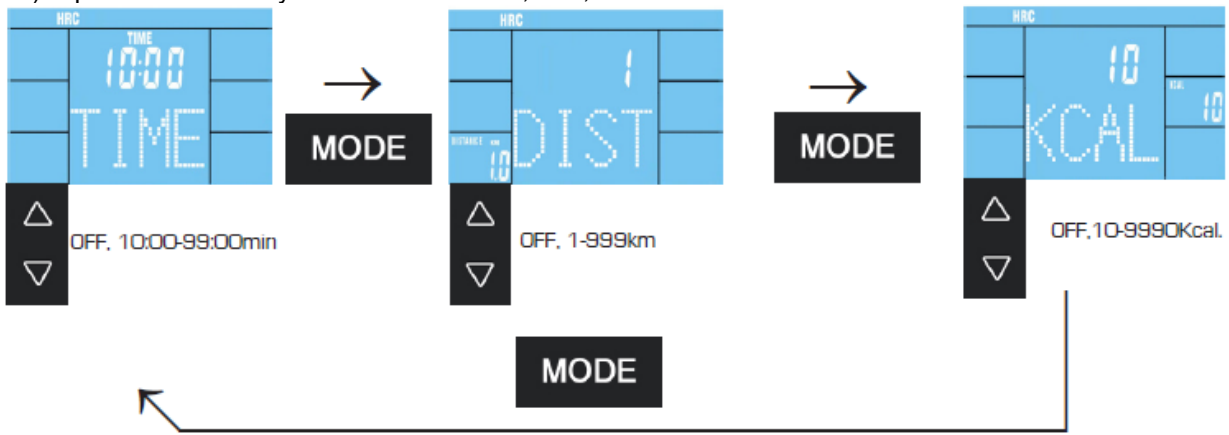 HRC
TIME
10:00
TIME
MODE
OFF, 10:00-99:00min
HRC
1
DISTANCE KM
1.0
DIST
MODE
OFF, 1-999km
HRC
10
KCAL
10
KCAL
OFF,10-9990Kcal.
MODE